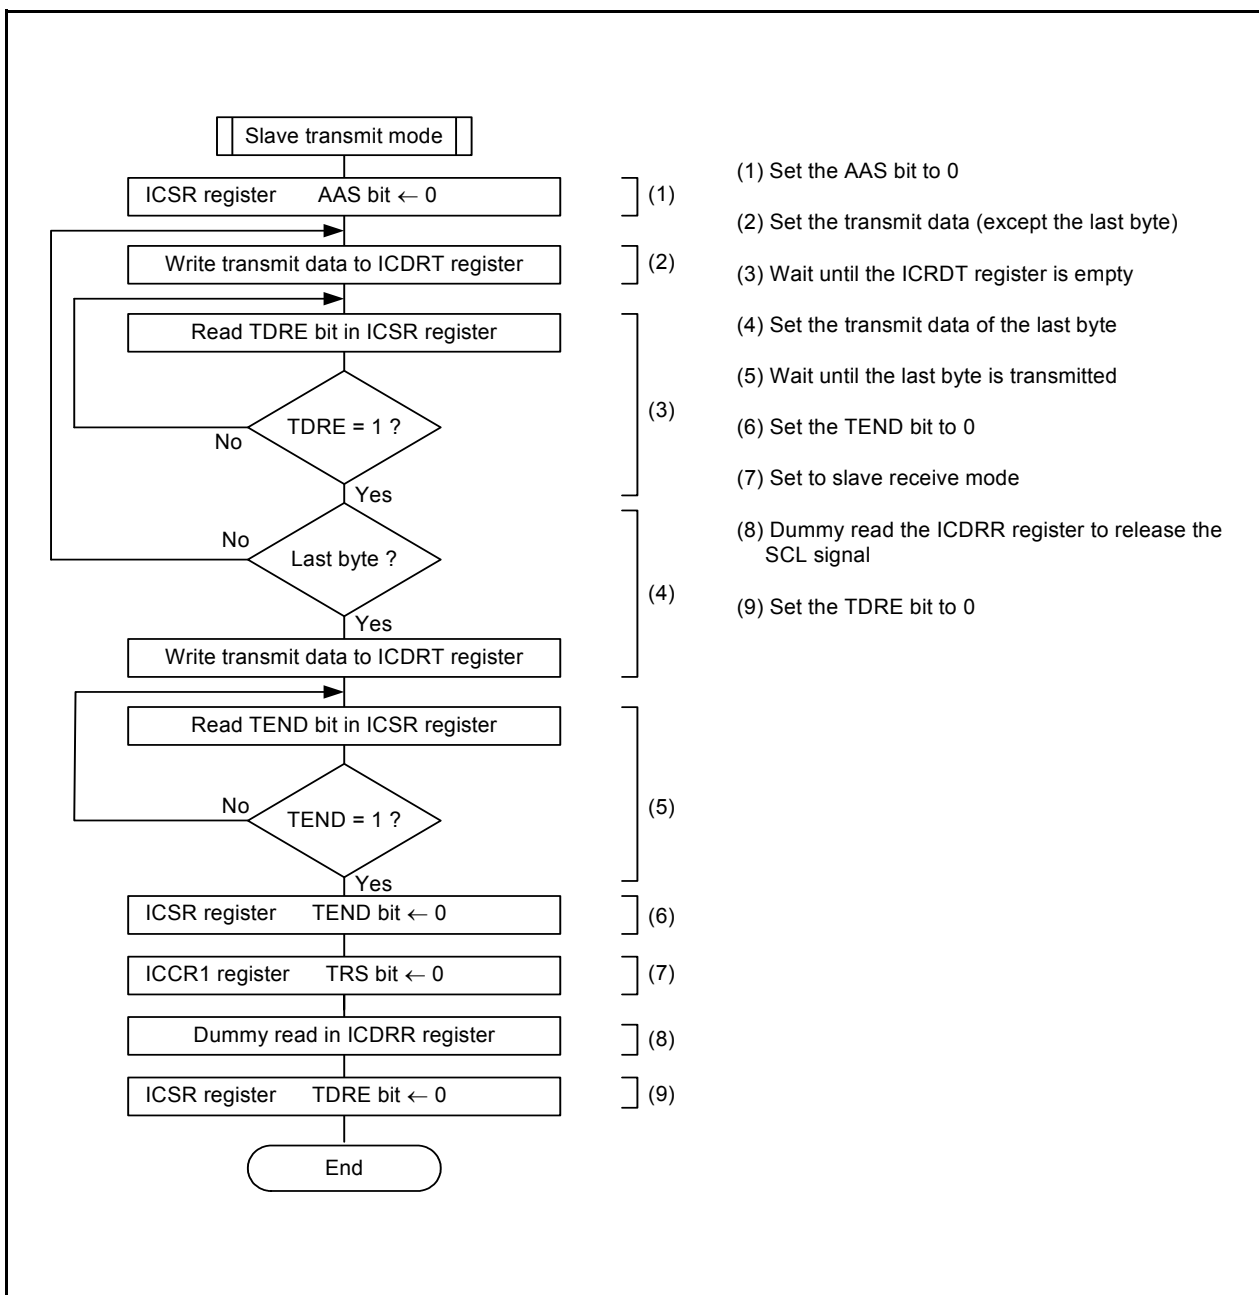 Slave transmit mode
ICSR register AAS bit ← 0
(1)
Write transmit data to ICDRT register
(2)
Read TDRE bit in ICSR register
TDRE = 1 ?
No
Yes
(3)
Last byte ?
No
Yes
Write transmit data to ICDRT register
(4)
Read TEND bit in ICSR register
TEND = 1 ?
No
Yes
(5)
ICSR register TEND bit ← 0
(6)
ICCR1 register TRS bit ← 0
(7)
Dummy read in ICDRR register
(8)
ICSR register TDRE bit ← 0
(9)
End
(1) Set the AAS bit to 0
(2) Set the transmit data (except the last byte)
(3) Wait until the ICRDT register is empty
(4) Set the transmit data of the last byte
(5) Wait until the last byte is transmitted
(6) Set the TEND bit to 0
(7) Set to slave receive mode
(8) Dummy read the ICDRR register to release the
SCL signal
(9) Set the TDRE bit to 0